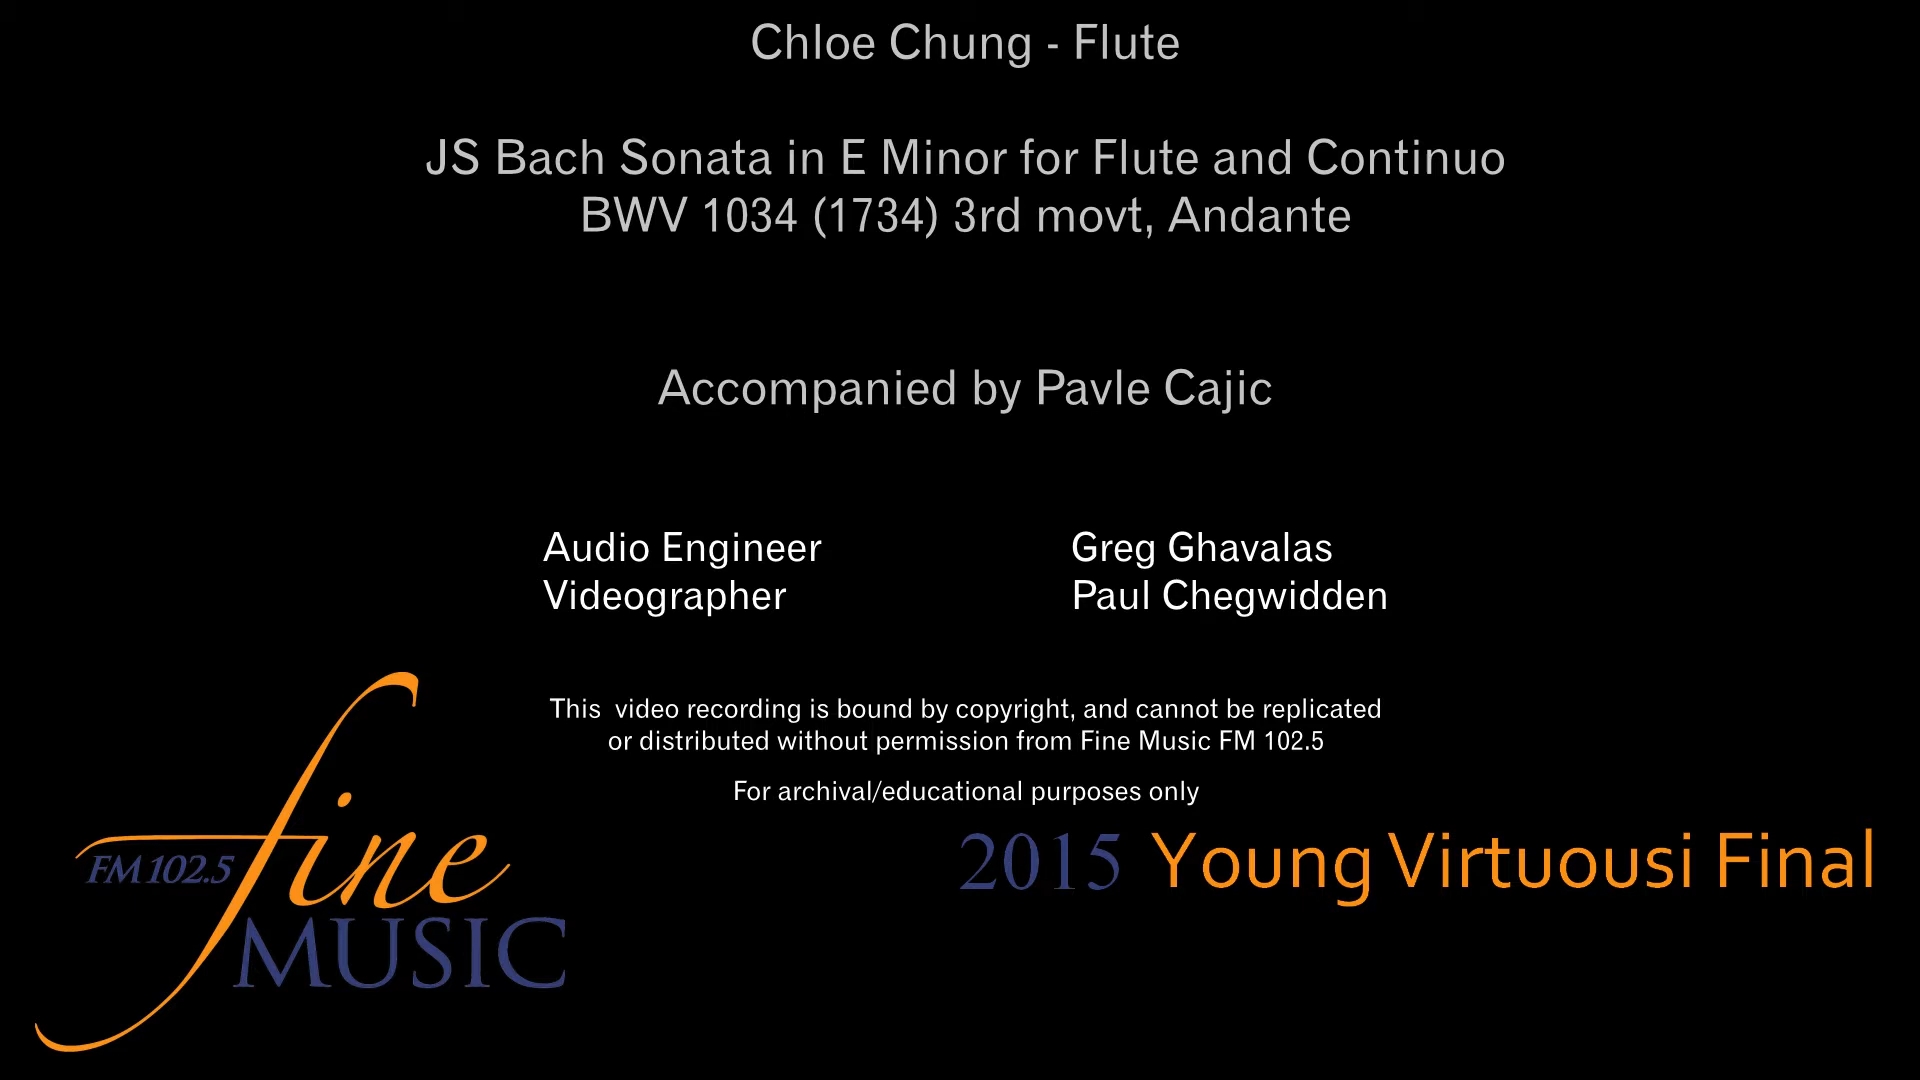 Chloe Chung - Flute
JS Bach Sonata in E Minor for Flute and Continuo
BWV 1034 (1734) 3rd movt, Andante
Accompanied by Pavle Cajic
Audio Engineer Greg Ghavalas
Videographer Paul Chegwidden
This  video recording is bound by copyright, and cannot be replicated
or distributed without permission from Fine Music FM 102.5
For archival/educational purposes only
FM 102.5 fine
MUSIC
2015 Young Virtuousi Final